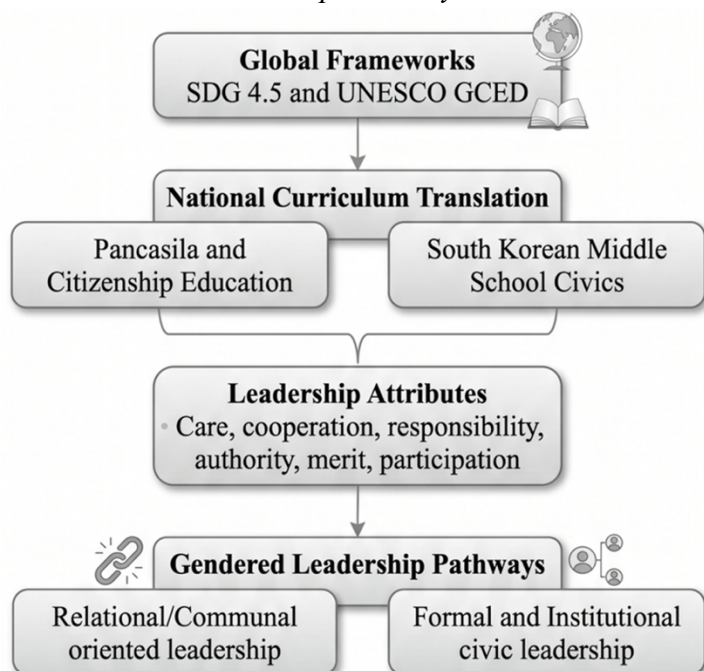 Global Frameworks
SDG 4.5 and UNESCO GCED
National Curriculum Translation
Pancasila and
Citizenship Education
South Korean Middle
School Civics
Leadership Attributes
Care, cooperation, responsibility,
authority, merit, participation
Gendered Leadership Pathways
Relational/Communal
oriented leadership
Formal and Institutional
civic leadership